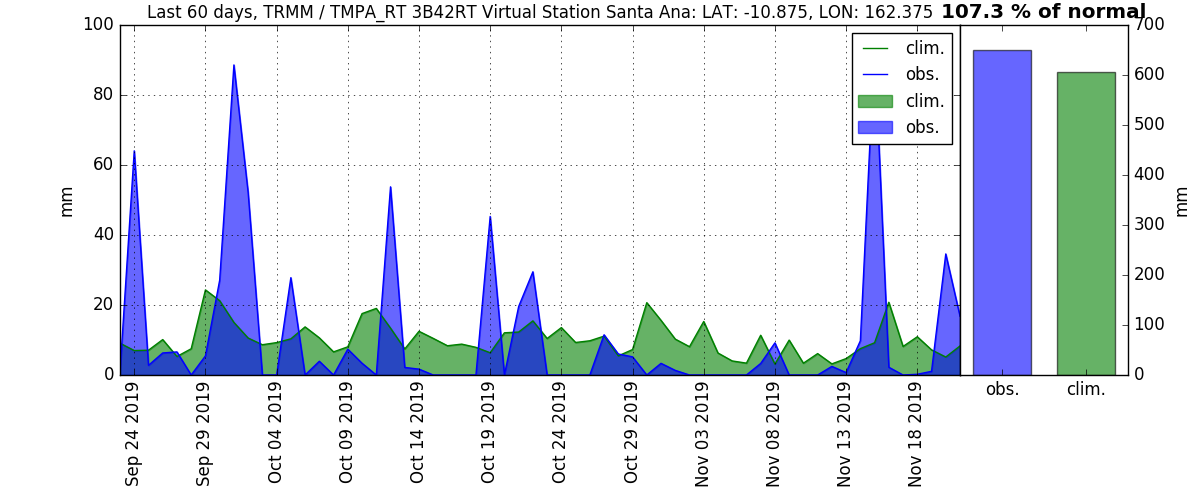 Last 60 days, TRMM / TMPA_RT 3B42RT Virtual Station Santa Ana: LAT: -10.875, LON: 162.375 107.3 % of normal
100
80
60
40
20
0
mm
clim.
obs.
clim.
obs.
700
600
500
400
300
200
100
0
mm
obs.
clim.
Sep 24 2019
Sep 29 2019
Oct 04 2019
Oct 09 2019
Oct 14 2019
Oct 19 2019
Oct 24 2019
Oct 29 2019
Nov 03 2019
Nov 08 2019
Nov 13 2019
Nov 18 2019